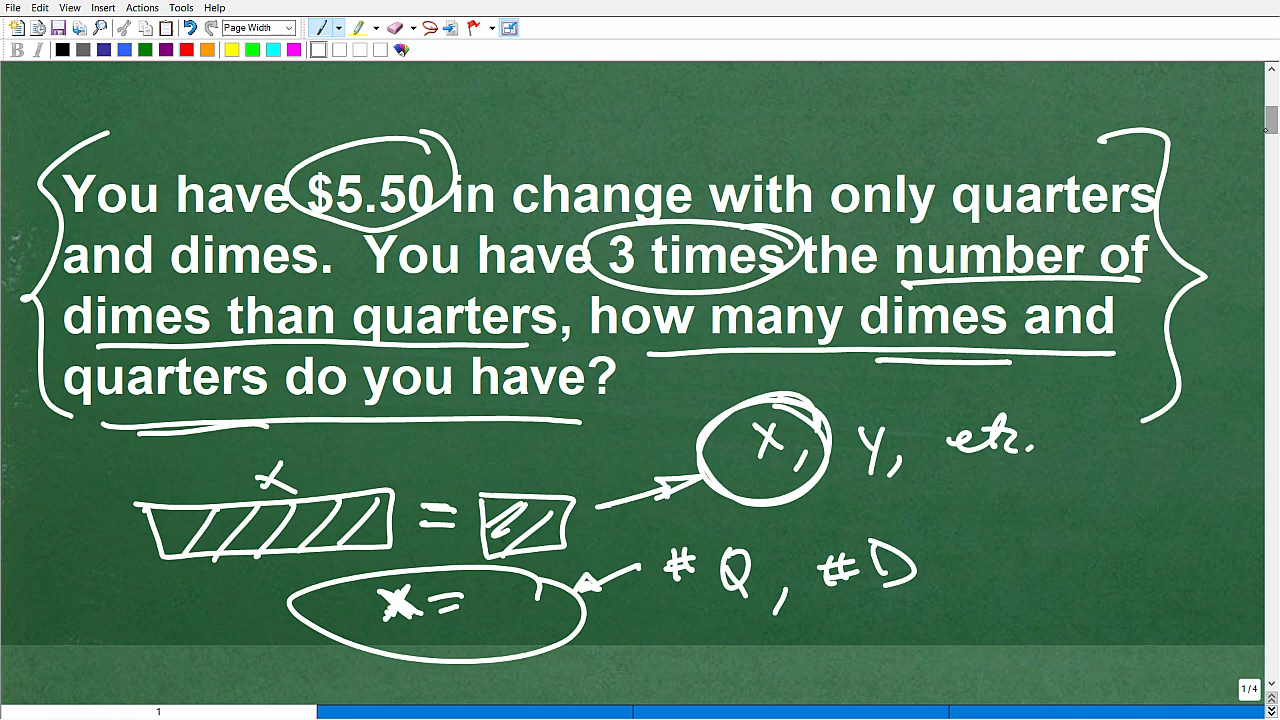 File Edit View Insert Actions Tools Help
Page Width
B I
You have $5.50 in change with only quarters
and dimes. You have 3 times the number of
dimes than quarters, how many dimes and
quarters do you have?
x, y, etc.
x
=
# Q, # D
x =
1/4
1